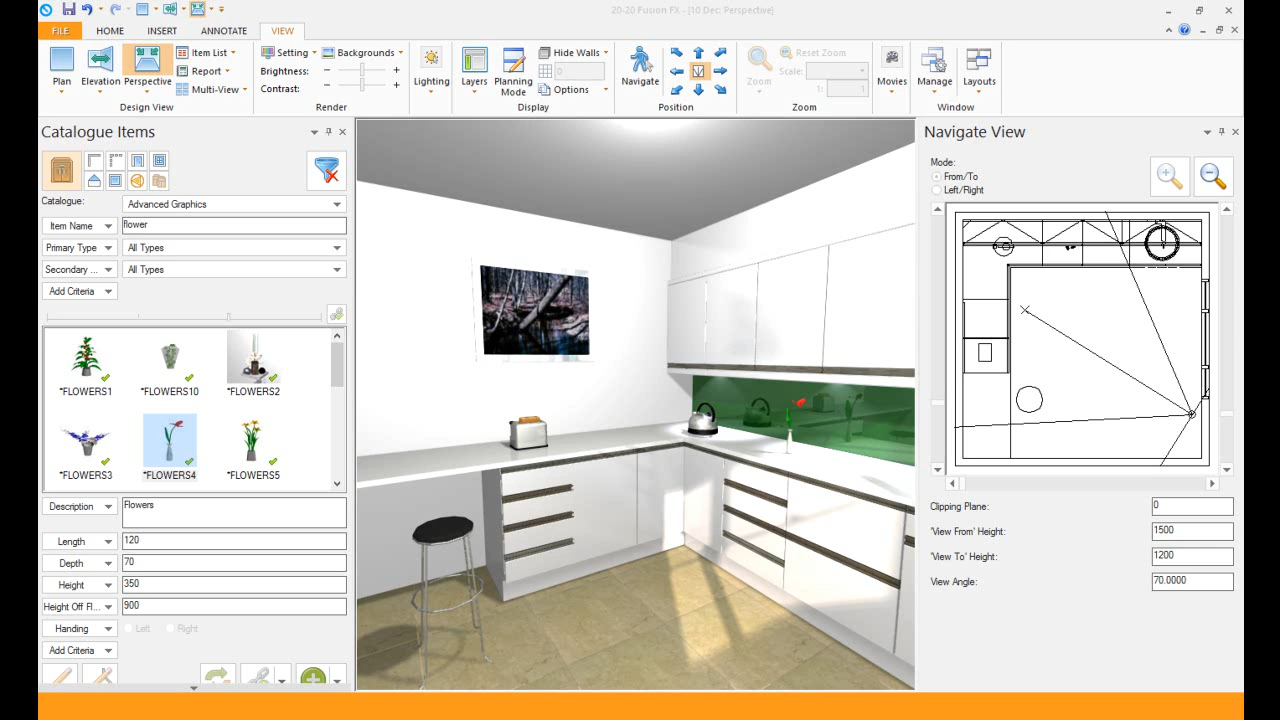 20-20 Fusion FX - [10 Dec: Perspective]
FILE HOME INSERT ANNOTATE VIEW
Plan
Elevation
Perspective
Item List
Report
Multi-View
Design View
Setting
Backgrounds
Brightness: - +
Contrast: - +
Render
Lighting
Layers
Planning Mode
Hide Walls
0
Options
Display
Navigate
Position
Zoom
Reset Zoom
Scale:
1: 1
Zoom
Movies
Manage
Layouts
Window
Catalogue Items
Catalogue: Advanced Graphics
Item Name flower
Primary Type All Types
Secondary ... All Types
Add Criteria
*FLOWERS1 *FLOWERS10 *FLOWERS2
*FLOWERS3 *FLOWERS4 *FLOWERS5
Description Flowers
Length 120
Depth 70
Height 350
Height Off Fl... 900
Handing Left Right
Add Criteria
Navigate View
Mode:
From/To
Left/Right
Clipping Plane: 0
'View From' Height: 1500
'View To' Height: 1200
View Angle: 70.0000